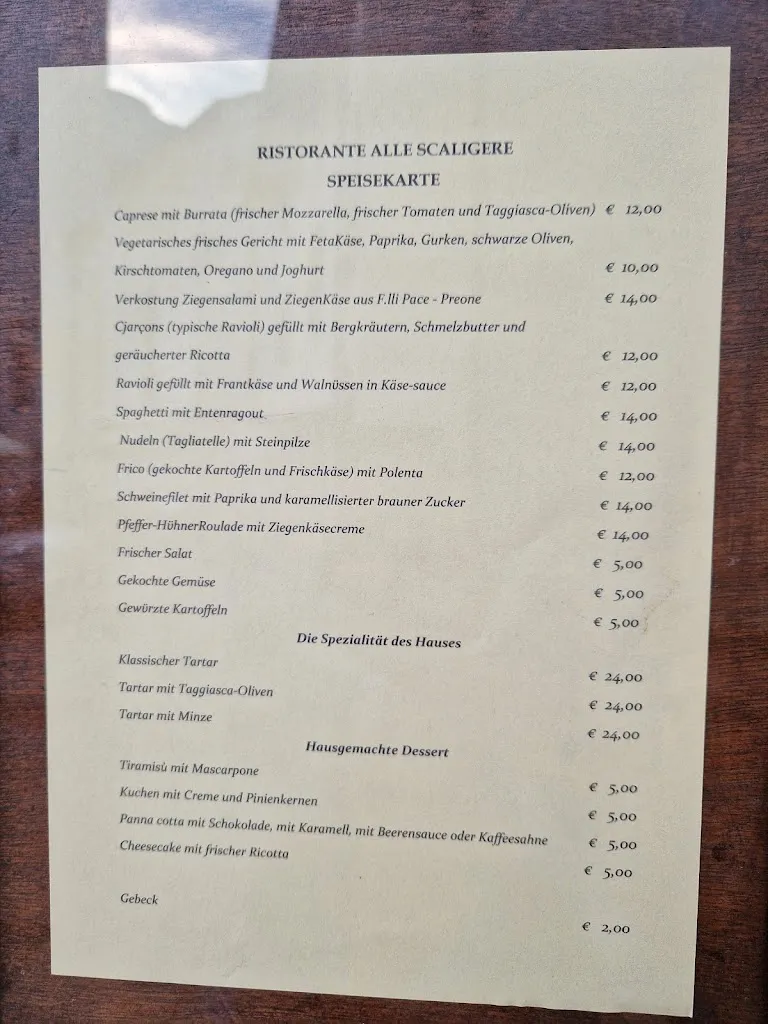 RISTORANTE ALLE SCALIGERE
SPEISEKARTE
Caprese mit Burrata (frischer Mozzarella, frischer Tomaten und Taggiasca-Oliven) € 12,00
Vegetarisches frisches Gericht mit FetaKäse, Paprika, Gurken, schwarze Oliven,
Kirschtomaten, Oregano und Joghurt € 10,00
Verkostung Ziegensalami und ZiegenKäse aus F.lli Pace - Preone € 14,00
Cjarçons (typische Ravioli) gefüllt mit Bergkräutern, Schmelzbutter und
geräucherter Ricotta € 12,00
Ravioli gefüllt mit Frantkäse und Walnüssen in Käse-sauce € 12,00
Spaghetti mit Entenragout € 14,00
Nudeln (Tagliatelle) mit Steinpilze € 14,00
Frico (gekochte Kartoffeln und Frischkäse) mit Polenta € 12,00
Schweinefilet mit Paprika und karamellisierter brauner Zucker € 14,00
Pfeffer-HühnerRoulade mit Ziegenkäsecreme € 14,00
Frischer Salat € 5,00
Gekochte Gemüse € 5,00
Gewürzte Kartoffeln € 5,00
Die Spezialität des Hauses
Klassischer Tartar € 24,00
Tartar mit Taggiasca-Oliven € 24,00
Tartar mit Minze € 24,00
Hausgemachte Dessert
Tiramisù mit Mascarpone € 5,00
Kuchen mit Creme und Pinienkernen € 5,00
Panna cotta mit Schokolade, mit Karamell, mit Beerensauce oder Kaffeesahne € 5,00
Cheesecake mit frischer Ricotta € 5,00
Gebeck € 2,00